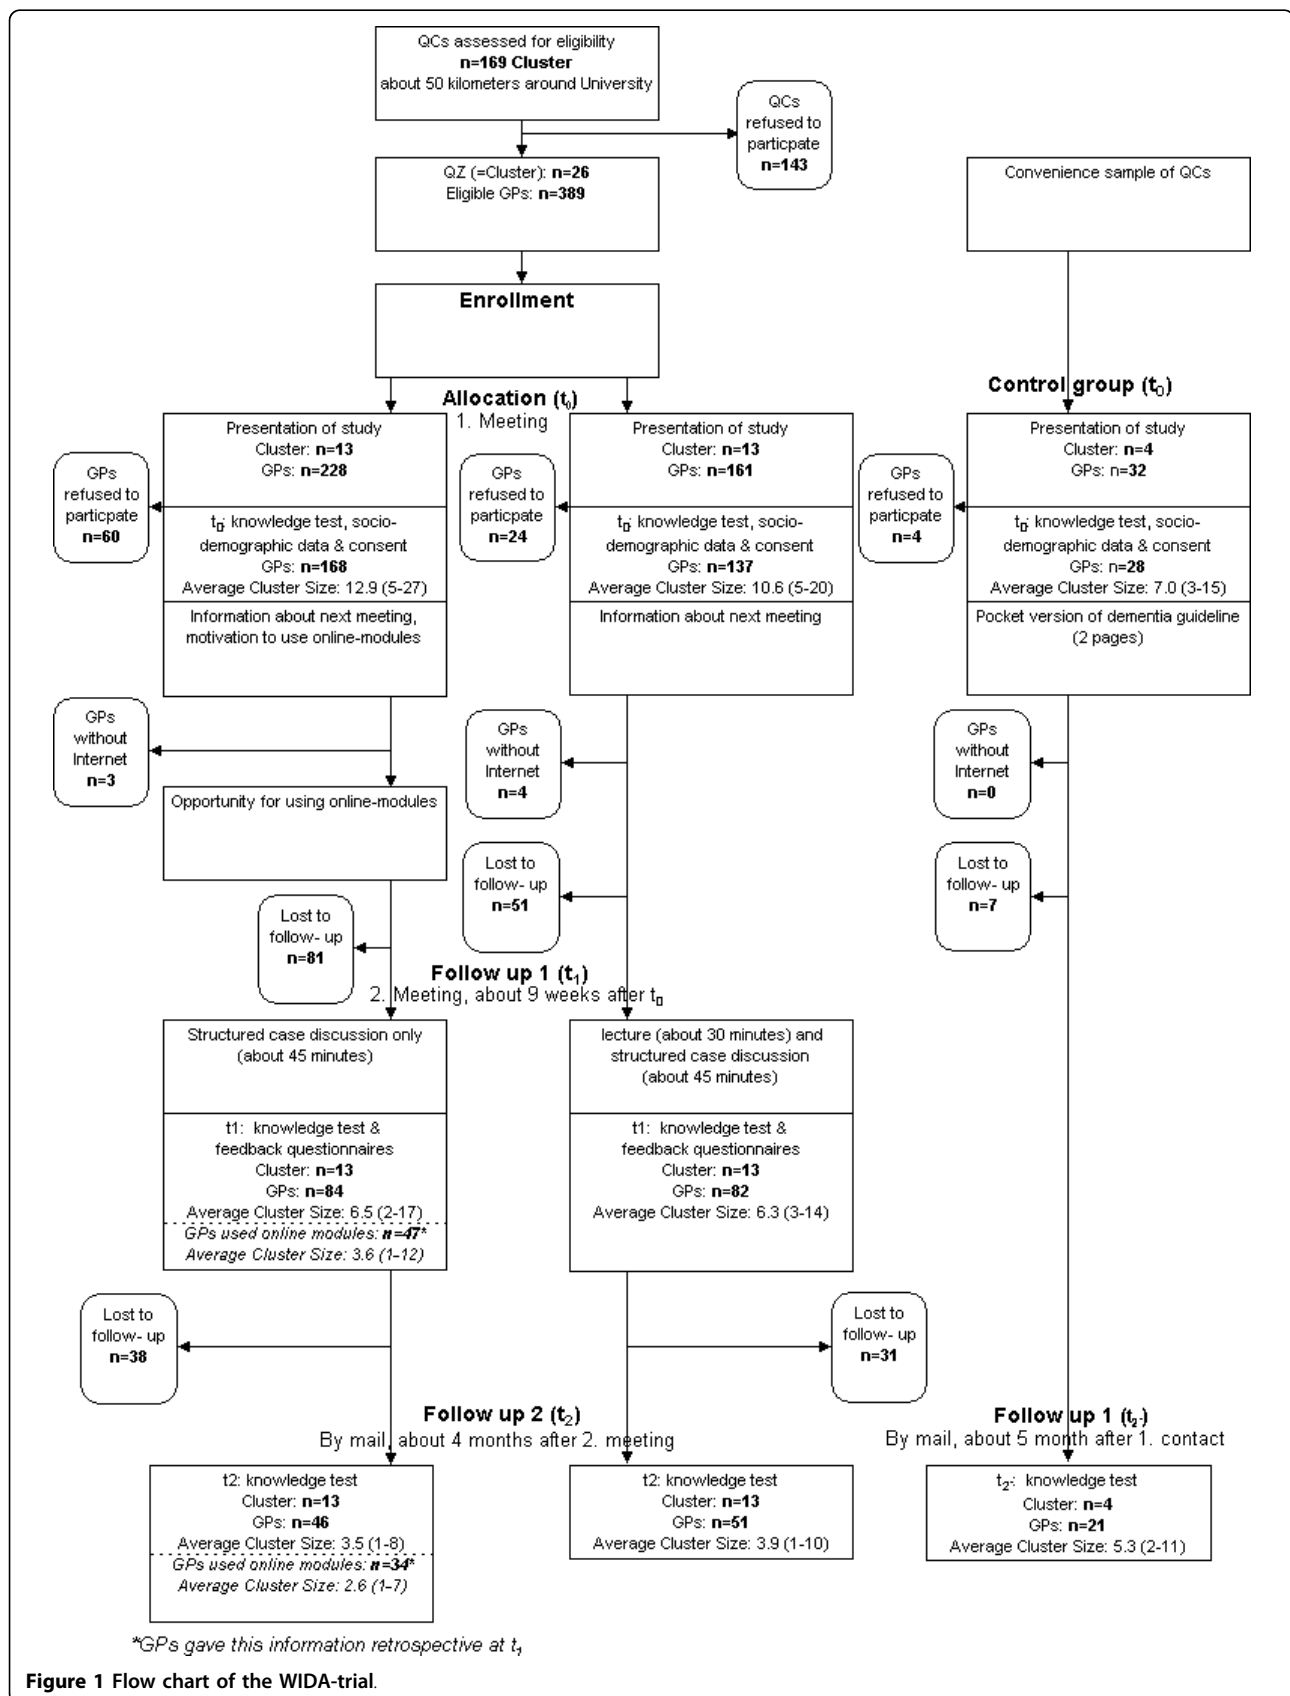 QCs assessed for eligibility
n=169 Cluster
about 50 kilometers around University
QCs
refused to
particpate
n=143
QZ (=Cluster): n=26
Eligible GPs: n=389
Convenience sample of QCs
Enrollment
Allocation (t0)
1. Meeting
Control group (t0)
Presentation of study
Cluster: n=13
GPs: n=228
GPs
refused to
particpate
n=60
t0: knowledge test, socio-
demographic data & consent
GPs: n=168
Average Cluster Size: 12.9 (5-27)
Information about next meeting,
motivation to use online-modules
Presentation of study
Cluster: n=13
GPs: n=161
GPs
refused to
particpate
n=24
t0: knowledge test, socio-
demographic data & consent
GPs: n=137
Average Cluster Size: 10.6 (5-20)
Information about next meeting
Presentation of study
Cluster: n=4
GPs: n=32
GPs
refused to
particpate
n=4
t0: knowledge test, socio-
demographic data & consent
GPs: n=28
Average Cluster Size: 7.0 (3-15)
Pocket version of dementia guideline
(2 pages)
GPs
without
Internet
n=3
GPs
without
Internet
n=4
GPs
without
Internet
n=0
Opportunity for using online-modules
Lost to
follow- up
n=81
Lost to
follow- up
n=51
Lost to
follow- up
n=7
Follow up 1 (t1)
2. Meeting, about 9 weeks after t0
Structured case discussion only
(about 45 minutes)
t1: knowledge test &
feedback questionnaires
Cluster: n=13
GPs: n=84
Average Cluster Size: 6.5 (2-17)
GPs used online modules: n=47*
Average Cluster Size: 3.6 (1-12)
lecture (about 30 minutes) and
structured case discussion
(about 45 minutes)
t1: knowledge test &
feedback questionnaires
Cluster: n=13
GPs: n=82
Average Cluster Size: 6.3 (3-14)
Lost to
follow- up
n=38
Lost to
follow- up
n=31
Follow up 2 (t2)
By mail, about 4 months after 2. meeting
Follow up 1 (t2-)
By mail, about 5 month after 1. contact
t2: knowledge test
Cluster: n=13
GPs: n=46
Average Cluster Size: 3.5 (1-8)
GPs used online modules: n=34*
Average Cluster Size: 2.6 (1-7)
t2: knowledge test
Cluster: n=13
GPs: n=51
Average Cluster Size: 3.9 (1-10)
t2-: knowledge test
Cluster: n=4
GPs: n=21
Average Cluster Size: 5.3 (2-11)
*GPs gave this information retrospective at t1
Figure 1 Flow chart of the WIDA-trial.